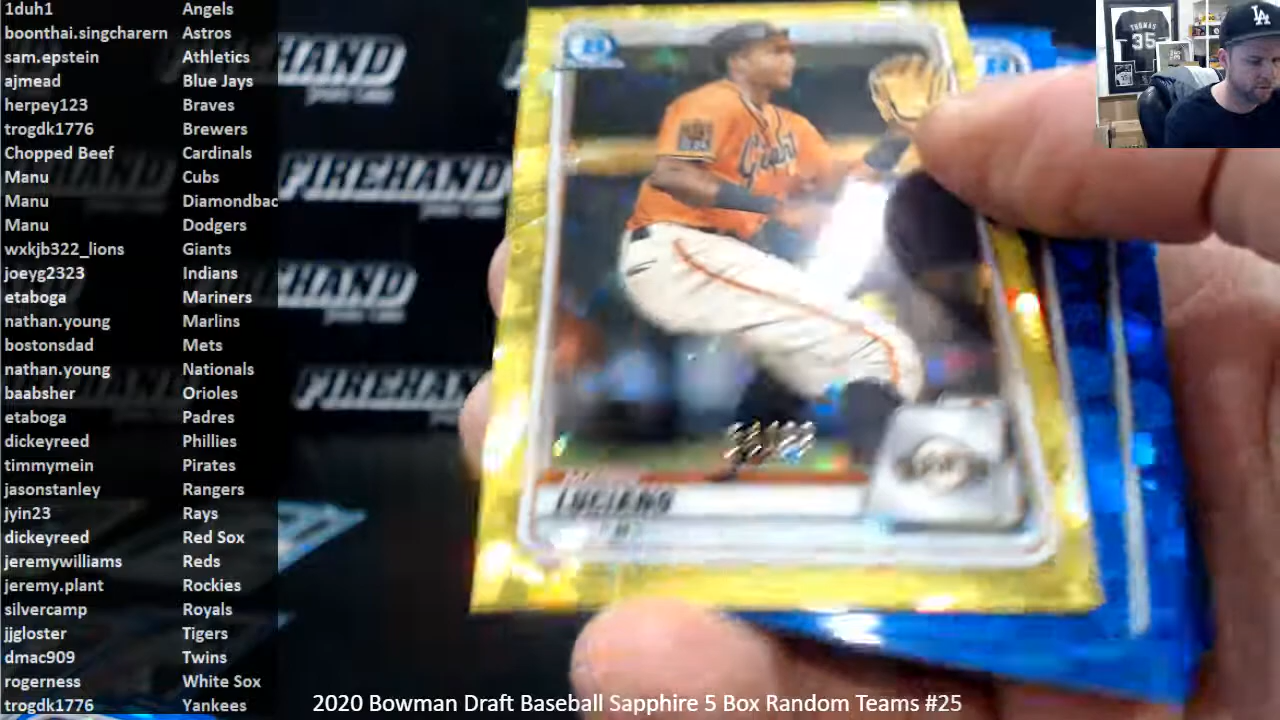 1duh1 Angels
boonthai.singcharern Astros
sam.epstein Athletics
ajmead Blue Jays
herpey123 Braves
trogdk1776 Brewers
Chopped Beef Cardinals
Manu Cubs
Manu Diamondbac
Manu Dodgers
wxkjb322_lions Giants
joeyg2323 Indians
etaboga Mariners
nathan.young Marlins
bostonsdad Mets
nathan.young Nationals
baabsher Orioles
etaboga Padres
dickeyreed Phillies
timmymein Pirates
jasonstanley Rangers
jyin23 Rays
dickeyreed Red Sox
jeremywilliams Reds
jeremy.plant Rockies
silvercamp Royals
jjgloster Tigers
dmac909 Twins
rogerness White Sox
trogdk1776 Yankees
FIREHAND
FIREHAND
FIREHAND
FIREHAND
B
LUCIANO
THOMAS
35
LA
2020 Bowman Draft Baseball Sapphire 5 Box Random Teams #25